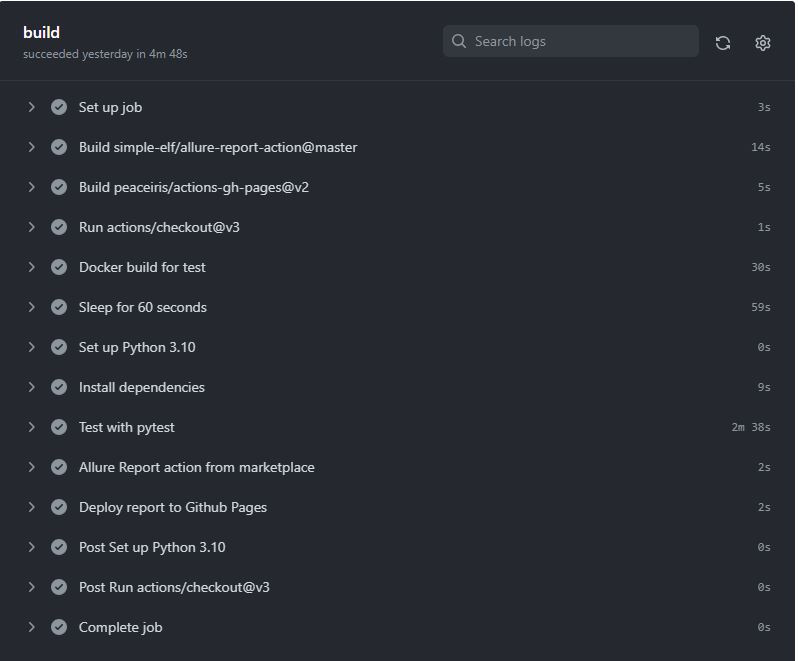 build
succeeded yesterday in 4m 48s
Search logs
Set up job 3s
Build simple-elf/allure-report-action@master 14s
Build peaceiris/actions-gh-pages@v2 5s
Run actions/checkout@v3 1s
Docker build for test 30s
Sleep for 60 seconds 59s
Set up Python 3.10 0s
Install dependencies 9s
Test with pytest 2m 38s
Allure Report action from marketplace 2s
Deploy report to Github Pages 2s
Post Set up Python 3.10 0s
Post Run actions/checkout@v3 0s
Complete job 0s